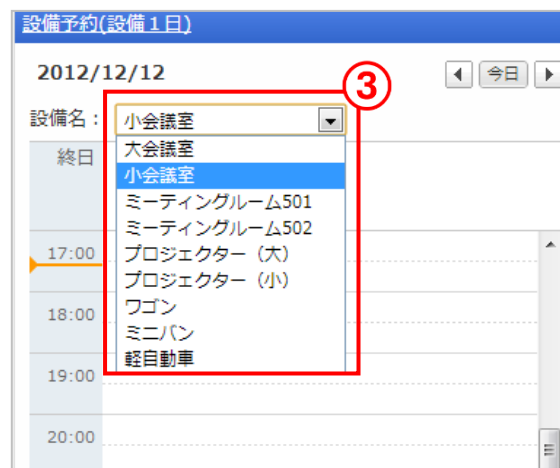 設備予約(設備１日)
2012/12/12
今日
③
設備名： 小会議室
終日
大会議室
小会議室
ミーティングルーム501
ミーティングルーム502
プロジェクター（大）
プロジェクター（小）
ワゴン
ミニバン
軽自動車
17:00
18:00
19:00
20:00